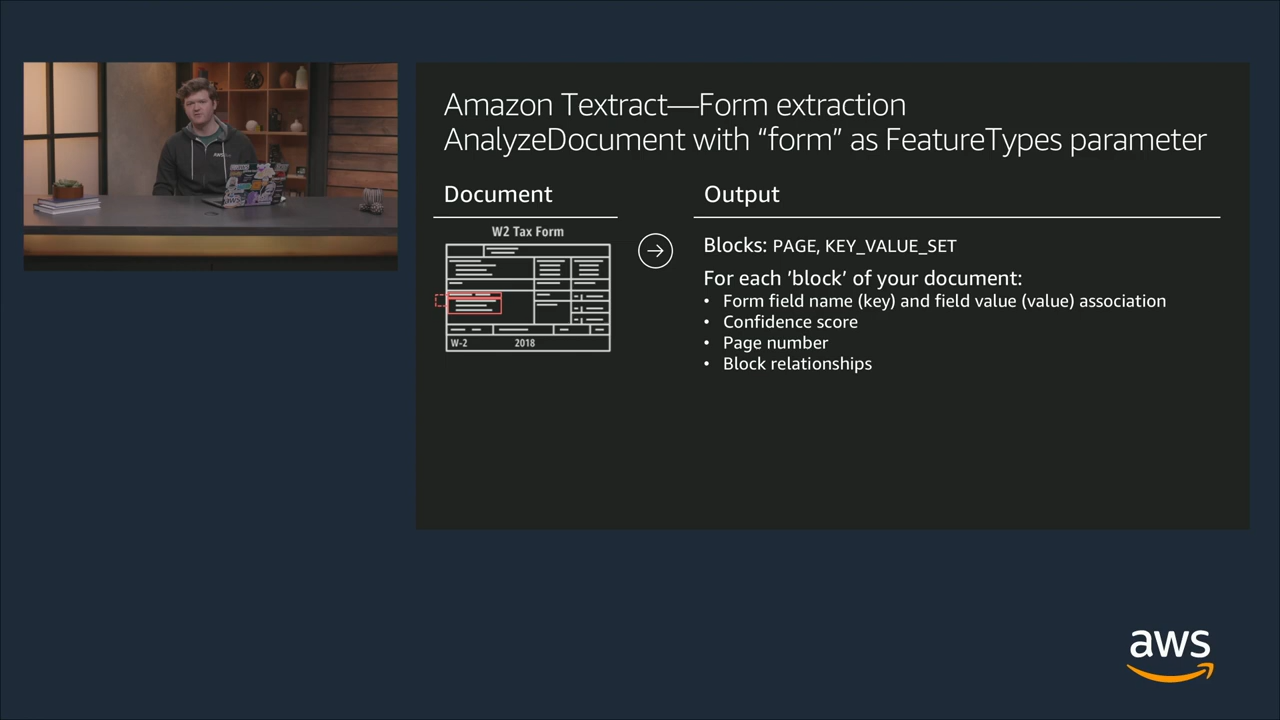 Amazon Textract—Form extraction
AnalyzeDocument with “form” as FeatureTypes parameter
Document
Output
W2 Tax Form
W-2
2018
Blocks: PAGE, KEY_VALUE_SET
For each 'block' of your document:
• Form field name (key) and field value (value) association
• Confidence score
• Page number
• Block relationships
aws